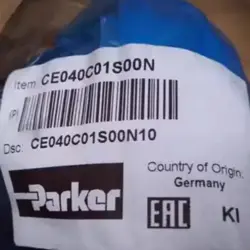 Item: CE040C01S00N
(P)
Dsc: CE040C01S00N10
Country of Origin:
Germany
Parker
EAC
KI